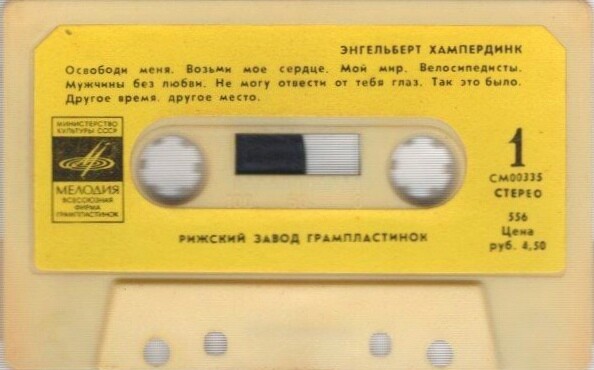 ЭНГЕЛЬБЕРТ ХАМПЕРДИНК
Освободи меня. Возьми мое сердце. Мой мир. Велосипедисты.
Мужчины без любви. Не могу отвести от тебя глаз. Так это было.
Другое время, другое место.
МИНИСТЕРСТВО
КУЛЬТУРЫ СССР
МЕЛОДИЯ
ВСЕСОЮЗНАЯ
ФИРМА
ГРАМПЛАСТИНОК
1
СМ00335
СТЕРЕО
556
Цена
руб. 4,50
РИЖСКИЙ ЗАВОД ГРАМПЛАСТИНОК